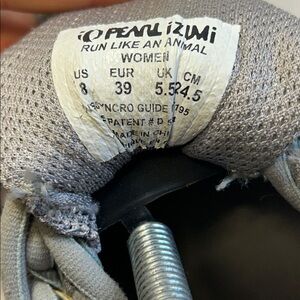 PEARL iZUMi
RUN LIKE AN ANIMAL
WOMEN
US EUR UK CM
8 39 5.5 24.5
SYNCRO GUIDE
PATENT # D
MADE IN